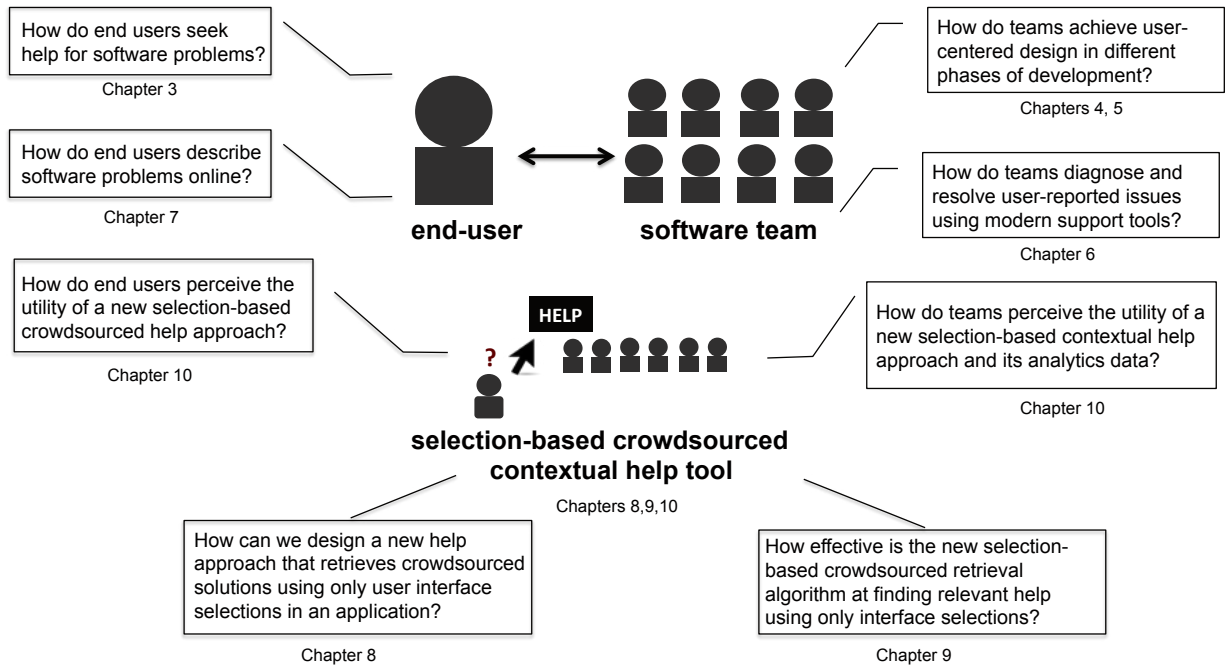 How do end users seek
help for software problems?
Chapter 3
How do end users describe
software problems online?
Chapter 7
end-user
software team
How do teams achieve user-
centered design in different
phases of development?
Chapters 4, 5
How do teams diagnose and
resolve user-reported issues
using modern support tools?
Chapter 6
How do end users perceive the
utility of a new selection-based
crowdsourced help approach?
Chapter 10
HELP
?
How do teams perceive the utility of a
new selection-based contextual help
approach and its analytics data?
Chapter 10
selection-based crowdsourced
contextual help tool
Chapters 8,9,10
How can we design a new help
approach that retrieves crowdsourced
solutions using only user interface
selections in an application?
Chapter 8
How effective is the new selection-
based crowdsourced retrieval
algorithm at finding relevant help
using only interface selections?
Chapter 9